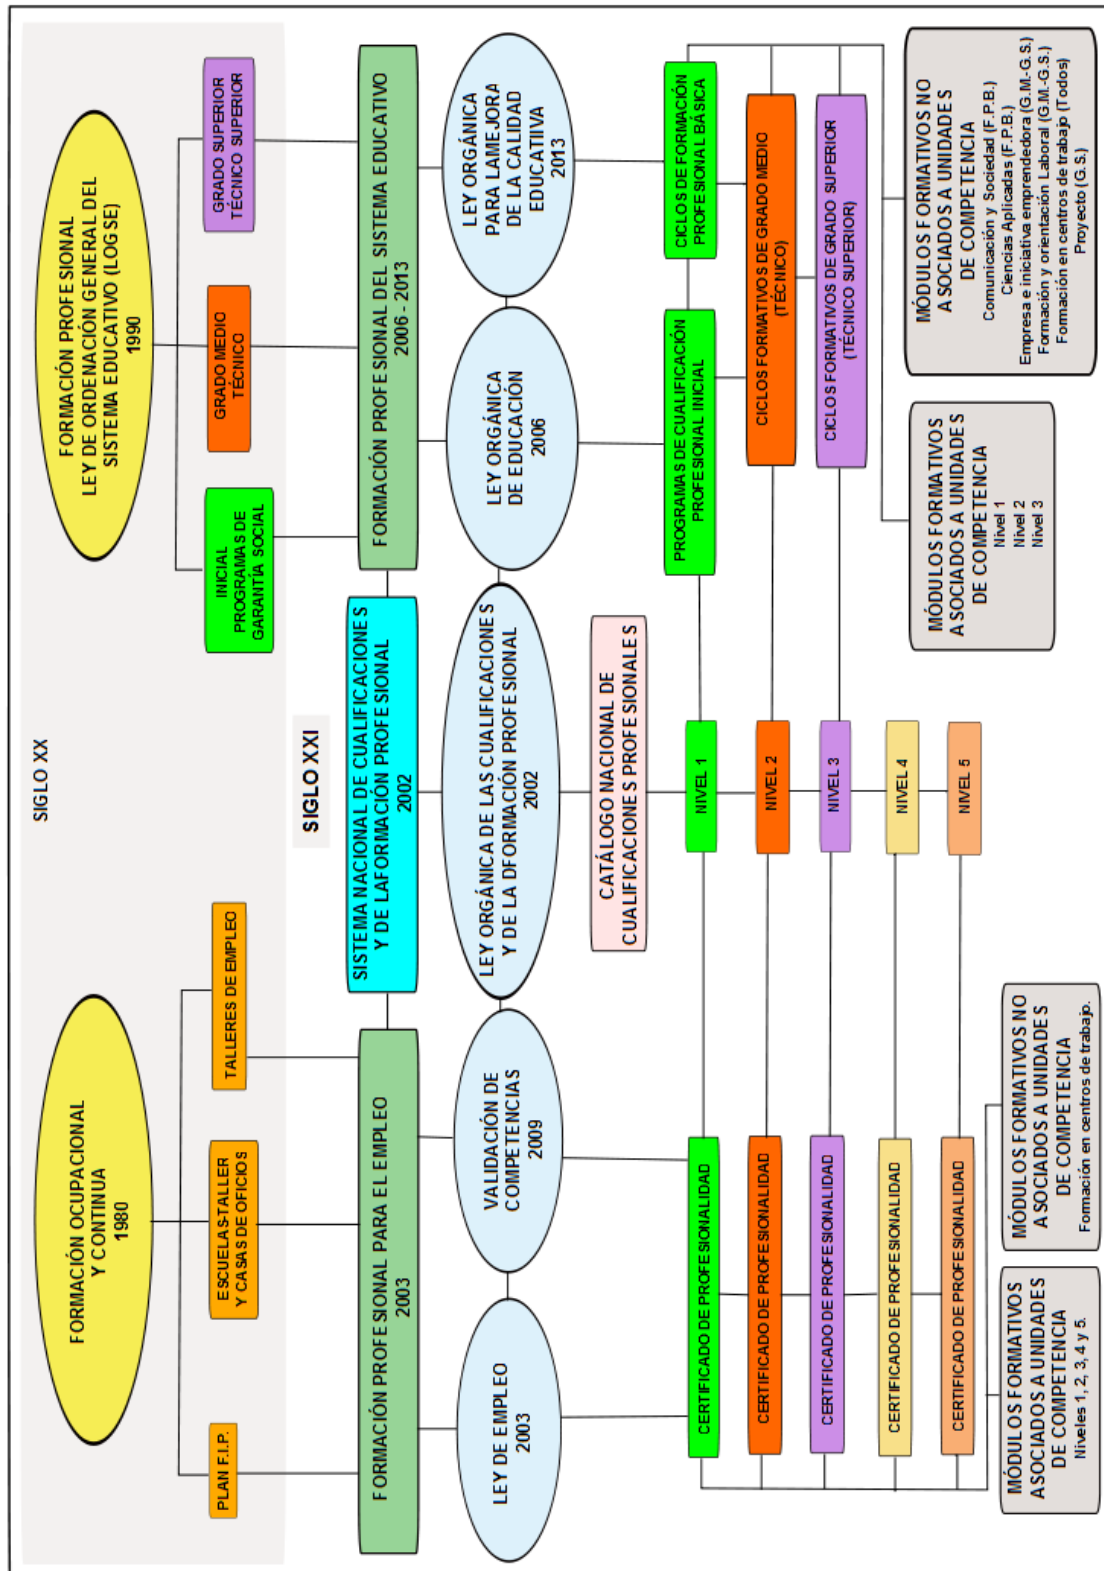 SIGLO XX
FORMACIÓN OCUPACIONAL
Y CONTINUA
1980
FORMACIÓN PROFESIONAL
LEY DE ORDENACIÓN GENERAL DEL
SISTEMA EDUCATIVO (LOGSE)
1990
PLAN F.I.P.
ESCUELAS-TALLER
Y CASAS DE OFICIOS
TALLERES DE EMPLEO
INICIAL
PROGRAMAS DE
GARANTÍA SOCIAL
GRADO MEDIO
TÉCNICO
GRADO SUPERIOR
TÉCNICO SUPERIOR
SIGLO XXI
FORMACIÓN PROFESIONAL PARA EL EMPLEO
2003
SISTEMA NACIONAL DE CUALIFICACIONES
Y DE LAFORMACIÓN PROFESIONAL
2002
FORMACIÓN PROFESIONAL DEL SISTEMA EDUCATIVO
2006 - 2013
LEY DE EMPLEO
2003
VALIDACIÓN DE
COMPETENCIAS
2009
LEY ORGÁNICA DE LAS CUALIFICACIONES
Y DE LA DFORMACIÓN PROFESIONAL
2002
LEY ORGÁNICA
DE EDUCACIÓN
2006
LEY ORGÁNICA
PARA LAMEJORA
DE LA CALIDAD
EDUCATIIVA
2013
CATÁLOGO NACIONAL DE
CUALIFICACIONES PROFESIONALES
CERTIFICADO DE PROFESIONALIDAD
NIVEL 1
PROGRAMAS DE CUALIFICACIÓN
PROFESIONAL INICIAL
CICLOS DE FORMACIÓN
PROFESIONAL BÁSICA
CERTIFICADO DE PROFESIONALIDAD
NIVEL 2
CICLOS FORMATIVOS DE GRADO MEDIO
(TÉCNICO)
CERTIFICADO DE PROFESIONALIDAD
NIVEL 3
CICLOS FORMATIVOS DE GRADO SUPERIOR
(TÉCNICO SUPERIOR)
CERTIFICADO DE PROFESIONALIDAD
NIVEL 4
CERTIFICADO DE PROFESIONALIDAD
NIVEL 5
MÓDULOS FORMATIVOS
ASOCIADOS A UNIDADES
DE COMPETENCIA
Niveles 1, 2, 3, 4 y 5.
MÓDULOS FORMATIVOS NO
ASOCIADOS A UNIDADES
DE COMPETENCIA
Formación en centros de trabajo.
MÓDULOS FORMATIVOS
ASOCIADOS A UNIDADES
DE COMPETENCIA
Nivel 1
Nivel 2
Nivel 3
MÓDULOS FORMATIVOS NO
ASOCIADOS A UNIDADES
DE COMPETENCIA
Comunicación y Sociedad (F.P.B.)
Ciencias Aplicadas (F.P.B.)
Empresa e iniciativa emprendedora (G.M.-G.S.)
Formación y orientación Laboral (G.M.-G.S.)
Formación en centros de trabajo (Todos)
Proyecto (G.S.)